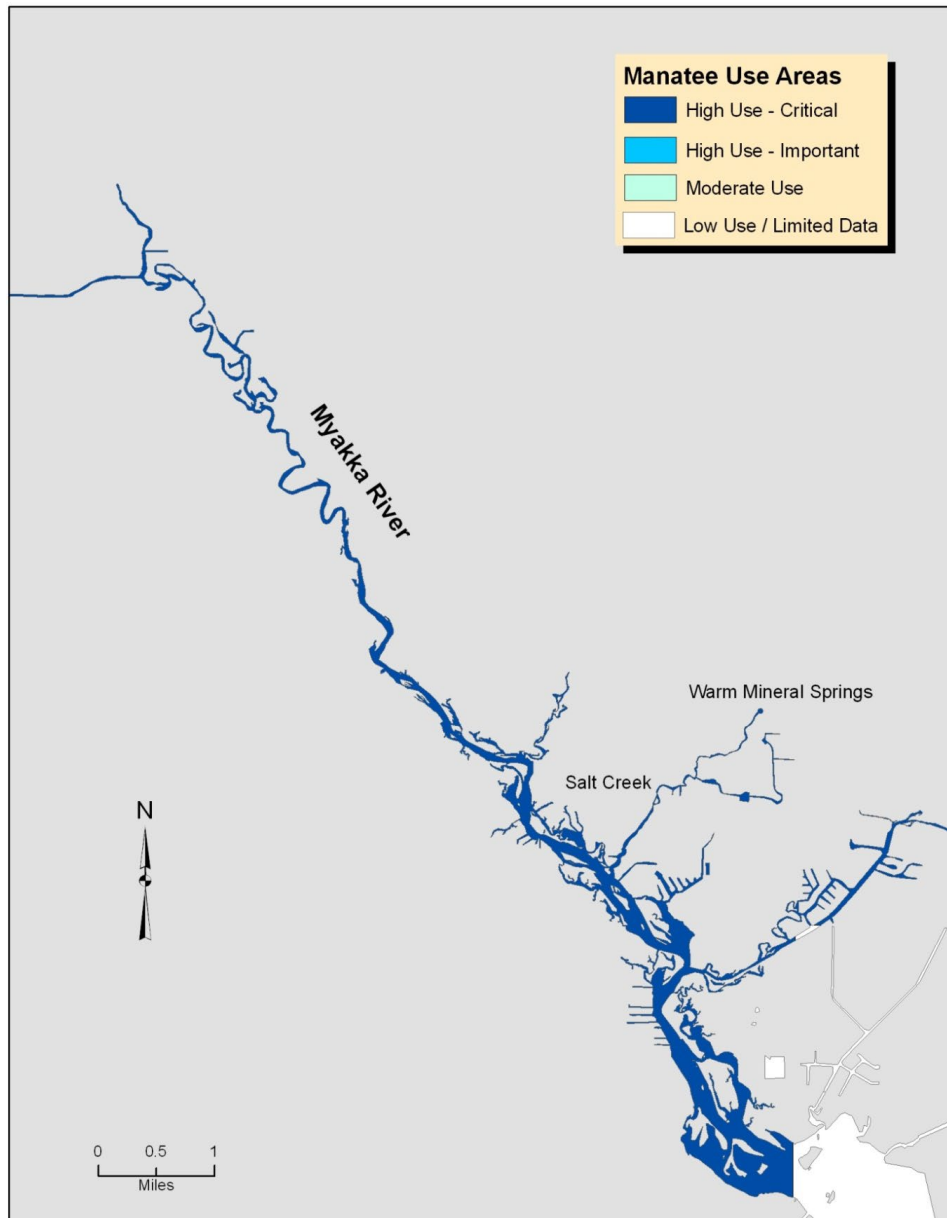 Manatee Use Areas
High Use - Critical
High Use - Important
Moderate Use
Low Use / Limited Data
Myakka River
Warm Mineral Springs
Salt Creek
N
0 0.5 1
Miles